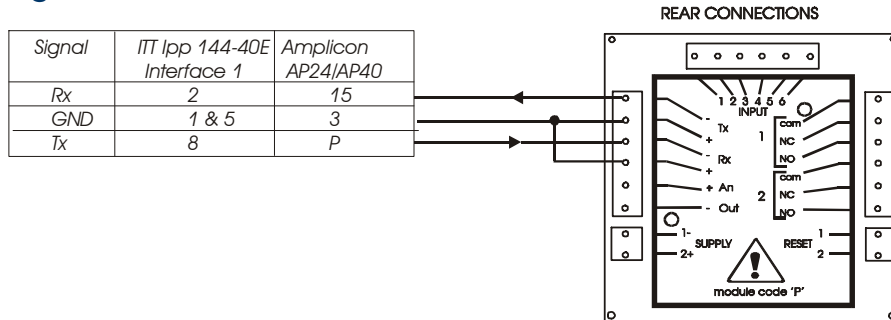 REAR CONNECTIONS
Signal ITT Ipp 144-40E Amplicon
Interface 1 AP24/AP40
Rx 2 15
GND 1 & 5 3
Tx 8 P
1 2 3 4 5 6
INPUT
- Tx +
- Rx +
+ An
- Out
1 com
NC
NO
2 com
NC
NO
1-
2+
SUPPLY
RESET 1
2
!
module code 'P'